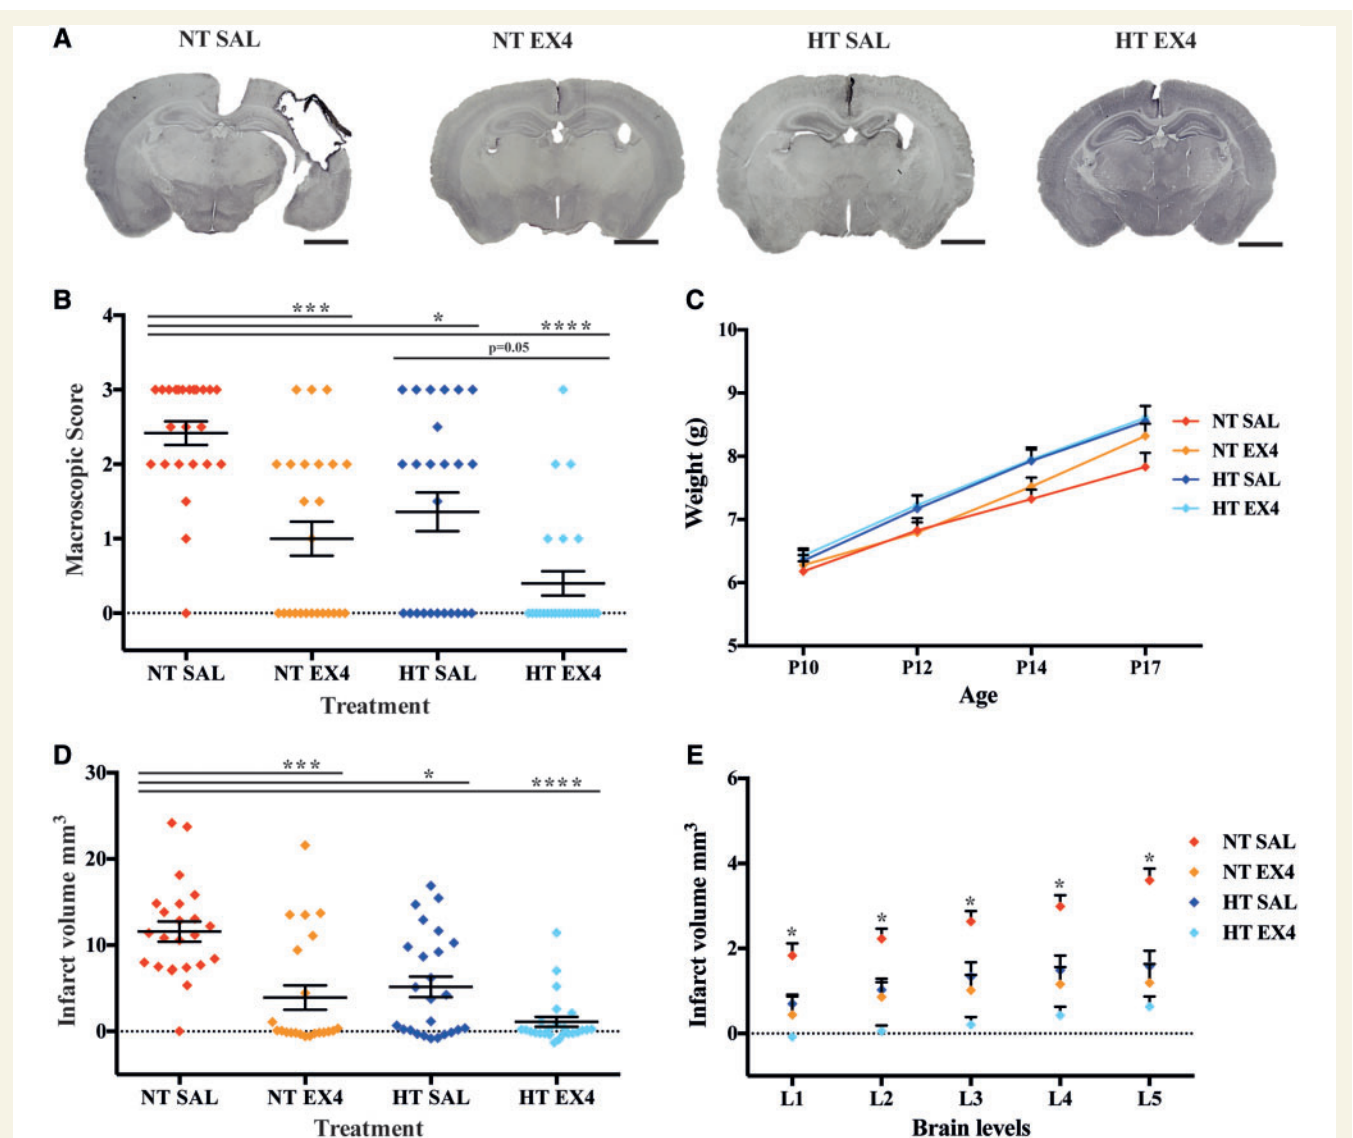 A
NT SAL
NT EX4
HT SAL
HT EX4
B
4
3
2
1
0
***
*
****
p=0.05
Macroscopic Score
NT SAL
NT EX4
HT SAL
HT EX4
Treatment
C
10
9
8
7
6
5
Weight (g)
P10
P12
P14
P17
Age
NT SAL
NT EX4
HT SAL
HT EX4
D
30
20
10
0
***
*
****
Infarct volume mm³
NT SAL
NT EX4
HT SAL
HT EX4
Treatment
E
6
4
2
0
Infarct volume mm³
*
*
*
*
*
L1
L2
L3
L4
L5
Brain levels
NT SAL
NT EX4
HT SAL
HT EX4